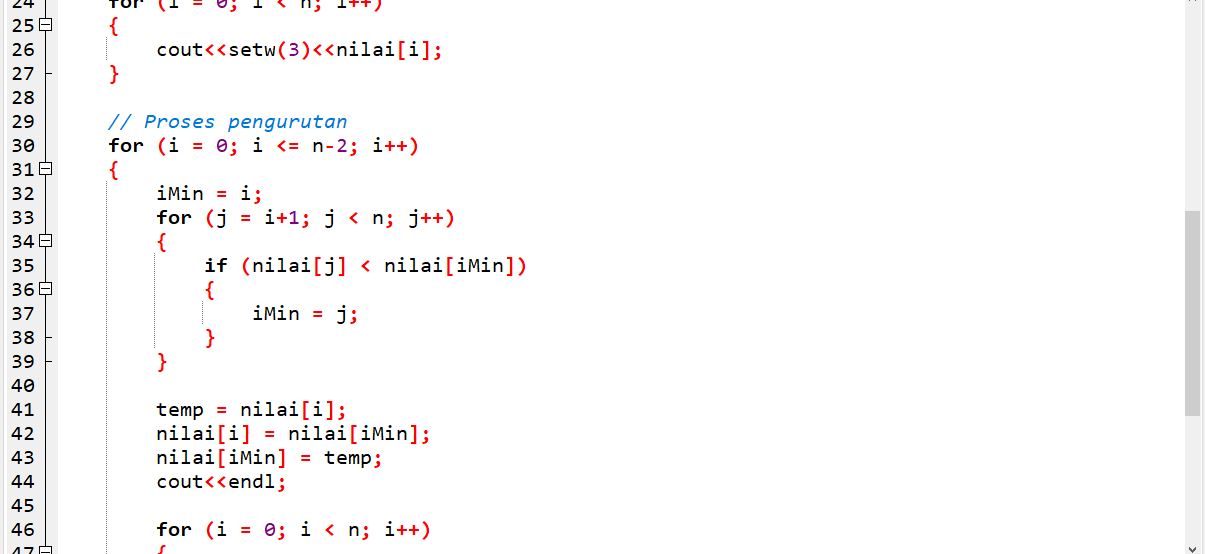 24 for (i = 0; i < n; i++)
25 {
26 cout<<setw(3)<<nilai[i];
27 }
28
29 // Proses pengurutan
30 for (i = 0; i <= n-2; i++)
31 {
32 iMin = i;
33 for (j = i+1; j < n; j++)
34 {
35 if (nilai[j] < nilai[iMin])
36 {
37 iMin = j;
38 }
39 }
40
41 temp = nilai[i];
42 nilai[i] = nilai[iMin];
43 nilai[iMin] = temp;
44 cout<<endl;
45
46 for (i = 0; i < n; i++)
47 {